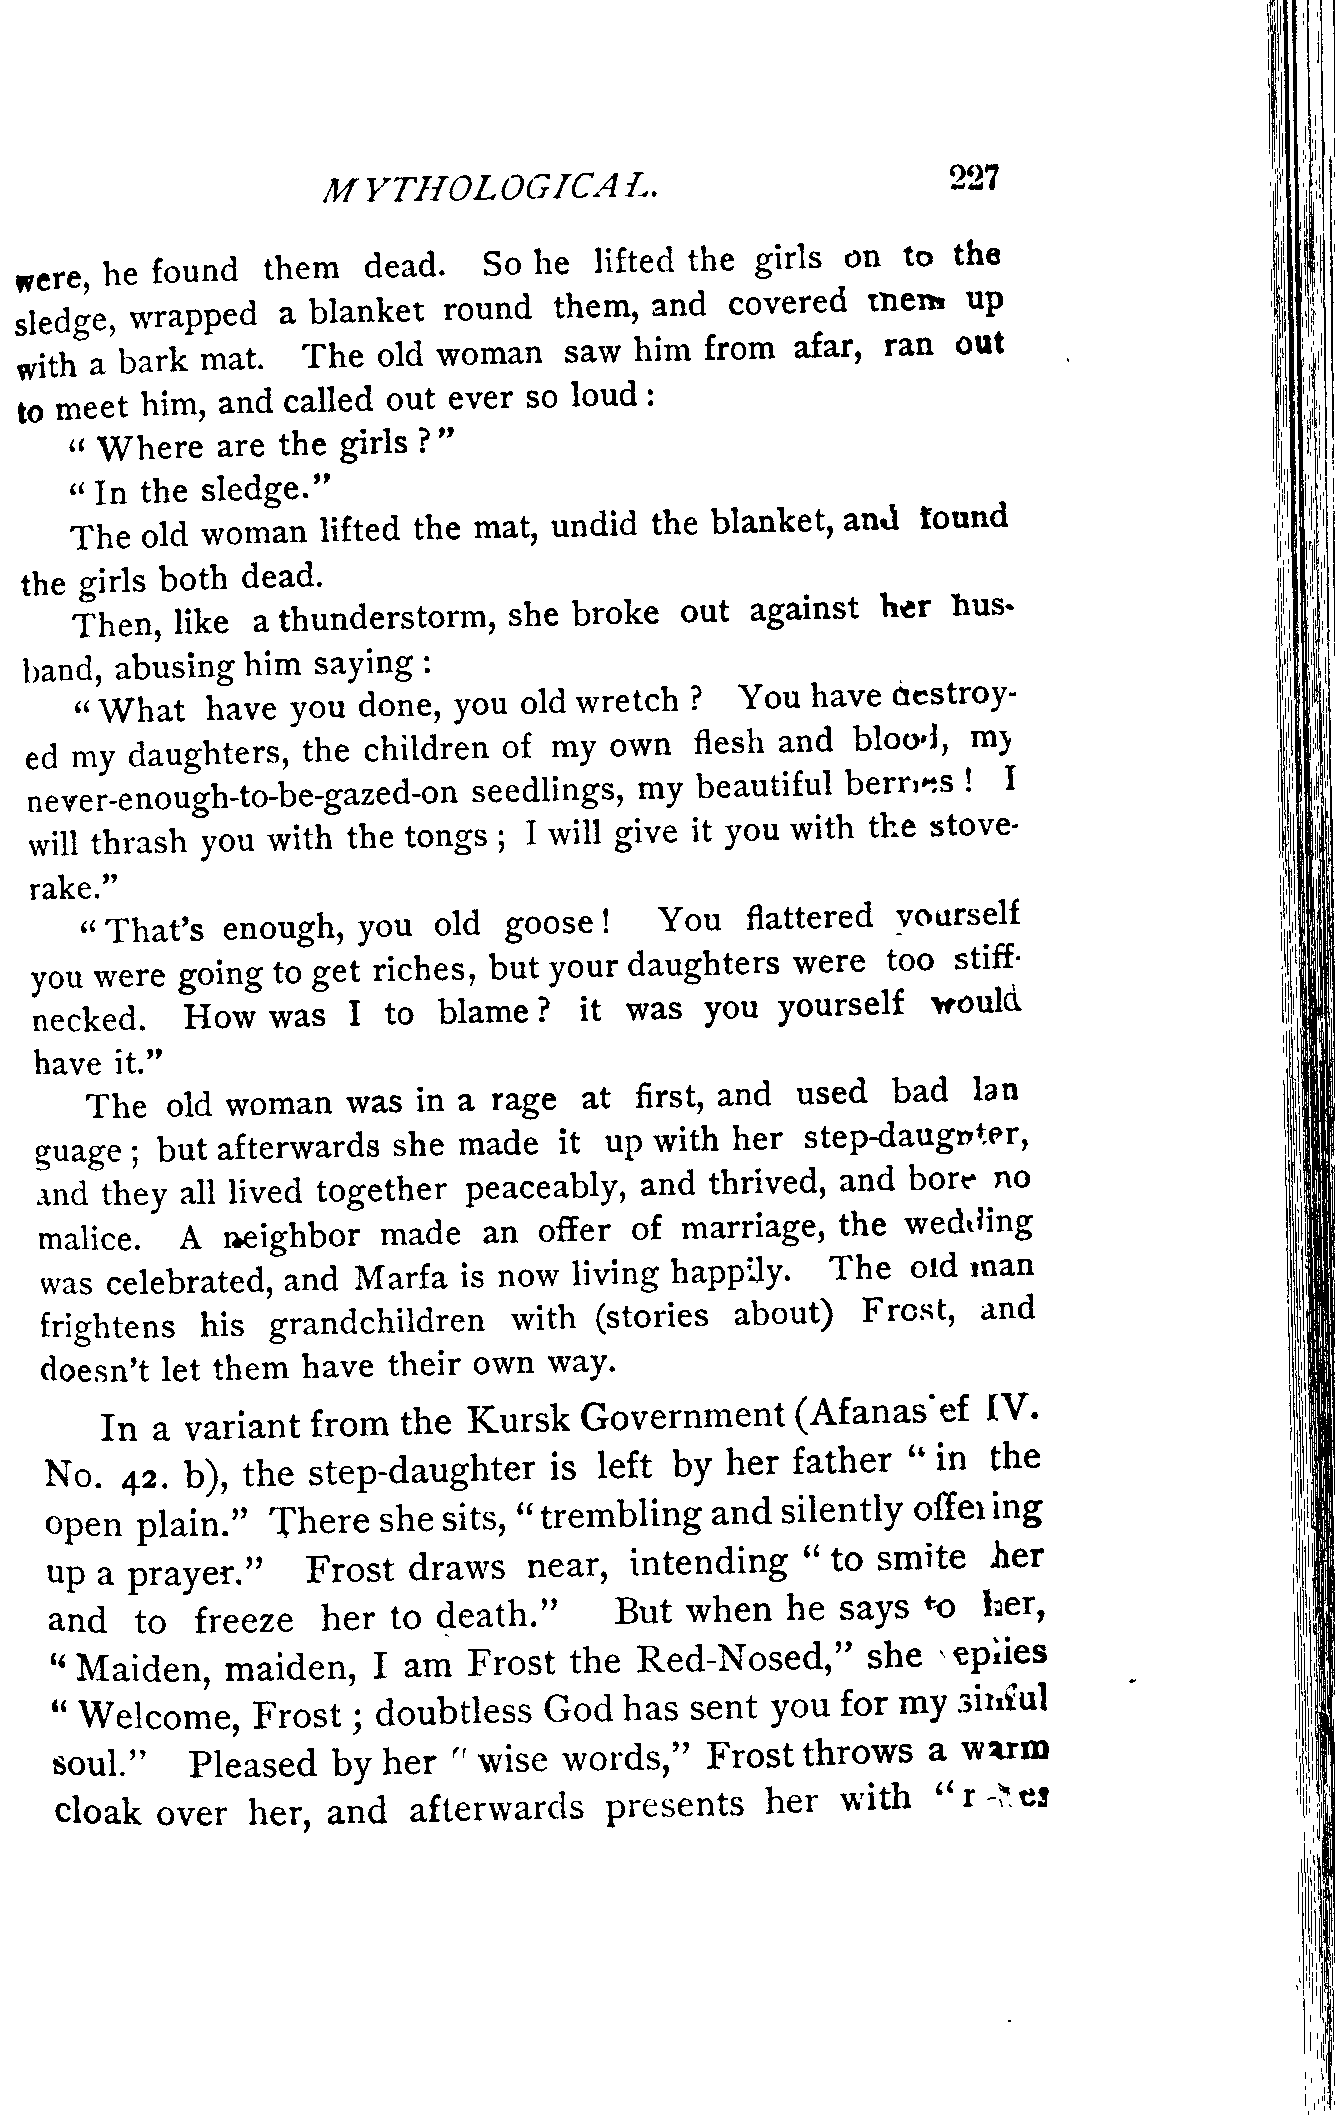 MYTHOLOGICAL. 227
were, he found them dead. So he lifted the girls on to the
sledge, wrapped a blanket round them, and covered them up
with a bark mat. The old woman saw him from afar, ran out
to meet him, and called out ever so loud :
“ Where are the girls ? ”
“ In the sledge.”
The old woman lifted the mat, undid the blanket, and found
the girls both dead.
Then, like a thunderstorm, she broke out against her hus-
band, abusing him saying :
“ What have you done, you old wretch ? You have destroy-
ed my daughters, the children of my own flesh and blood, my
never-enough-to-be-gazed-on seedlings, my beautiful berries ! I
will thrash you with the tongs ; I will give it you with the stove-
rake.”
“ That’s enough, you old goose ! You flattered yourself
you were going to get riches, but your daughters were too stiff-
necked. How was I to blame ? it was you yourself would
have it.”
The old woman was in a rage at first, and used bad lan
guage ; but afterwards she made it up with her step-daughter,
and they all lived together peaceably, and thrived, and bore no
malice. A neighbor made an offer of marriage, the wedding
was celebrated, and Marfa is now living happily. The old man
frightens his grandchildren with (stories about) Frost, and
doesn’t let them have their own way.
In a variant from the Kursk Government (Afanas'ef IV.
No. 42. b), the step-daughter is left by her father “ in the
open plain.” There she sits, “ trembling and silently offering
up a prayer.” Frost draws near, intending “ to smite her
and to freeze her to death.” But when he says to her,
“ Maiden, maiden, I am Frost the Red-Nosed,” she replies
“ Welcome, Frost ; doubtless God has sent you for my sinful
soul.” Pleased by her “ wise words,” Frost throws a warm
cloak over her, and afterwards presents her with “